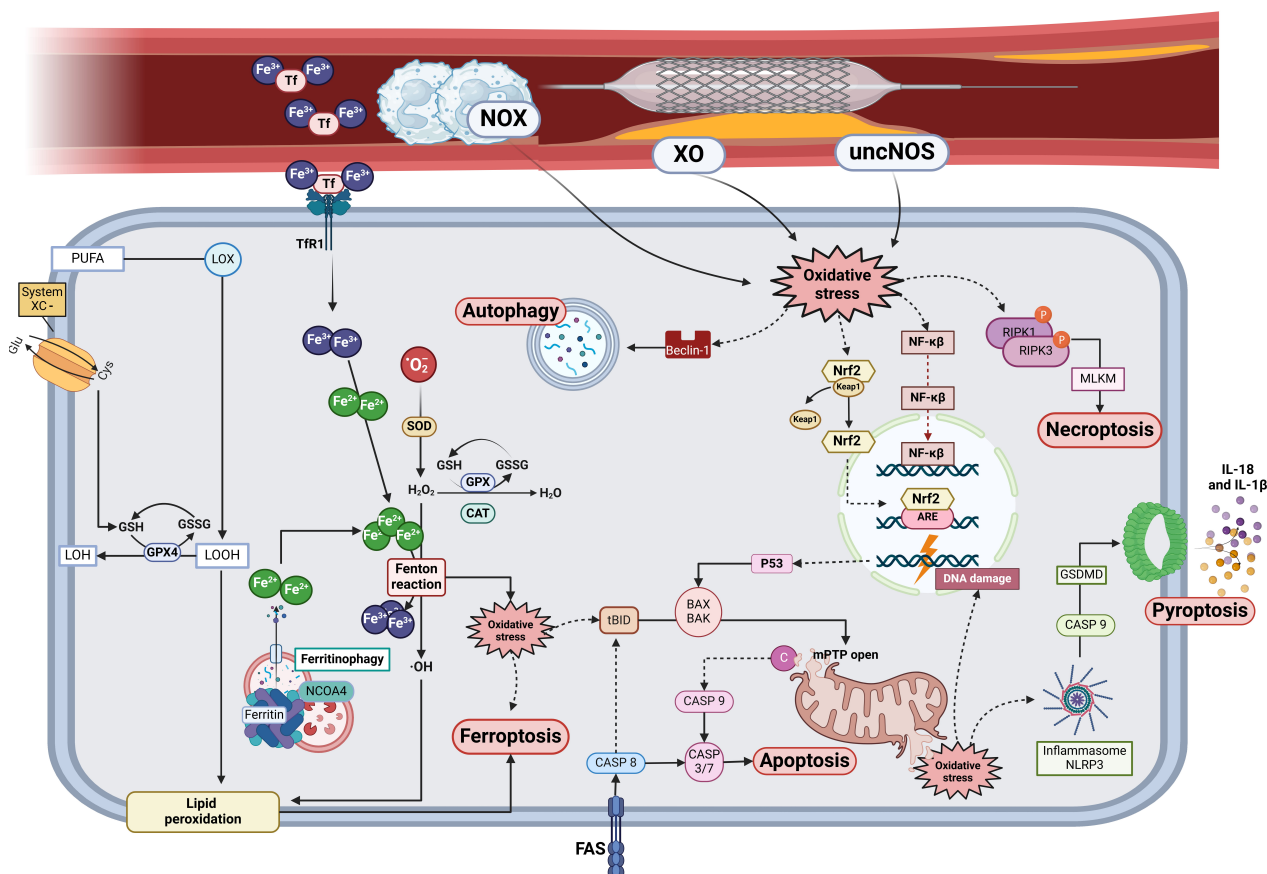 Fe3+
Tf
Fe3+
Fe3+
Tf
Fe3+
NOX
XO
uncNOS
Fe3+
Tf
Fe3+
TfR1
PUFA
LOX
System
XC -
Glu
Cys
Oxidative
stress
Autophagy
Beclin-1
NF-κβ
RIPK1
P
RIPK3
P
MLKM
Necroptosis
Fe3+
Fe3+
·O2−
Fe2+
Fe2+
SOD
Nrf2
Keap1
Keap1
Nrf2
NF-κβ
NF-κβ
Nrf2
ARE
DNA damage
GSH
GSSG
GPX
H2O2
H2O
CAT
GSH
GSSG
GPX4
LOH
LOOH
Fe2+
Fe2+
Fe2+
Fenton
reaction
Fe2+
Fe2+
Fe3+
Fe3+
·OH
Oxidative
stress
tBID
P53
BAX
BAK
C
mPTP open
CASP 9
CASP
3/7
CASP 8
Apoptosis
Ferritinophagy
NCOA4
Ferritin
Ferroptosis
Lipid
peroxidation
FAS
Oxidative
stress
Inflammasome
NLRP3
CASP 9
GSDMD
Pyroptosis
IL-18
and IL-1β